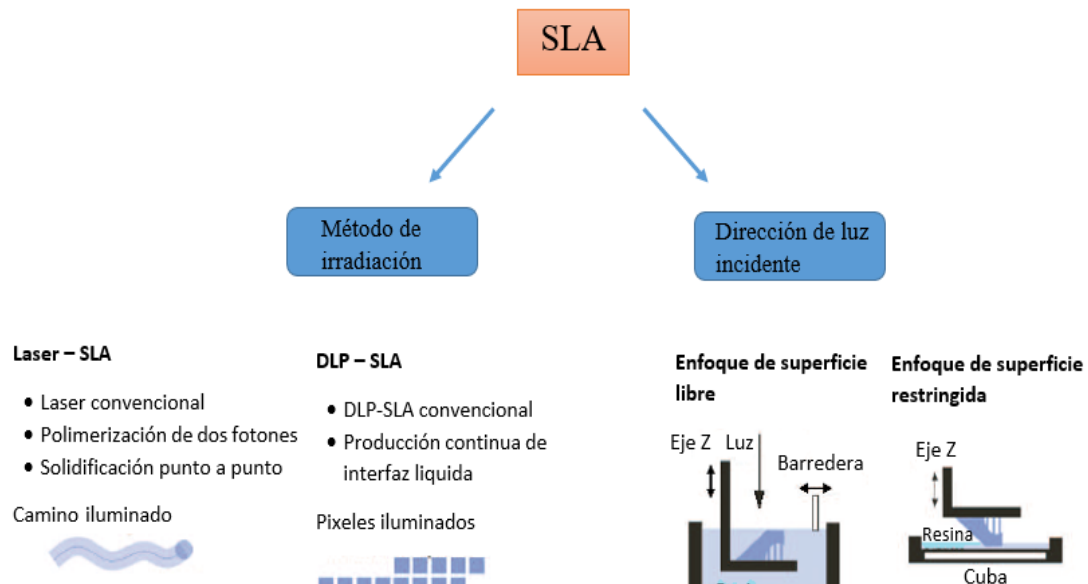 SLA
Método de
irradiación
Dirección de luz
incidente
Laser – SLA
• Laser convencional
• Polimerización de dos fotones
• Solidificación punto a punto
Camino iluminado
DLP – SLA
• DLP-SLA convencional
• Producción continua de
interfaz liquida
Pixeles iluminados
Enfoque de superficie
libre
Eje Z Luz
Barredera
Enfoque de superficie
restringida
Eje Z
Resina
Cuba